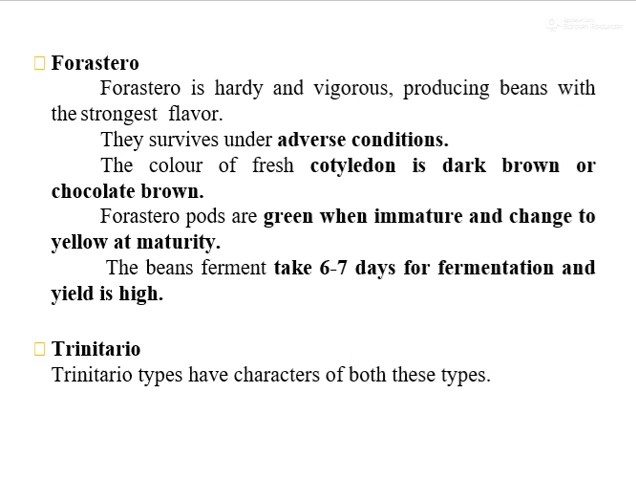 Forastero
Forastero is hardy and vigorous, producing beans with
the strongest flavor.
They survives under adverse conditions.
The colour of fresh cotyledon is dark brown or
chocolate brown.
Forastero pods are green when immature and change to
yellow at maturity.
The beans ferment take 6-7 days for fermentation and
yield is high.
Trinitario
Trinitario types have characters of both these types.